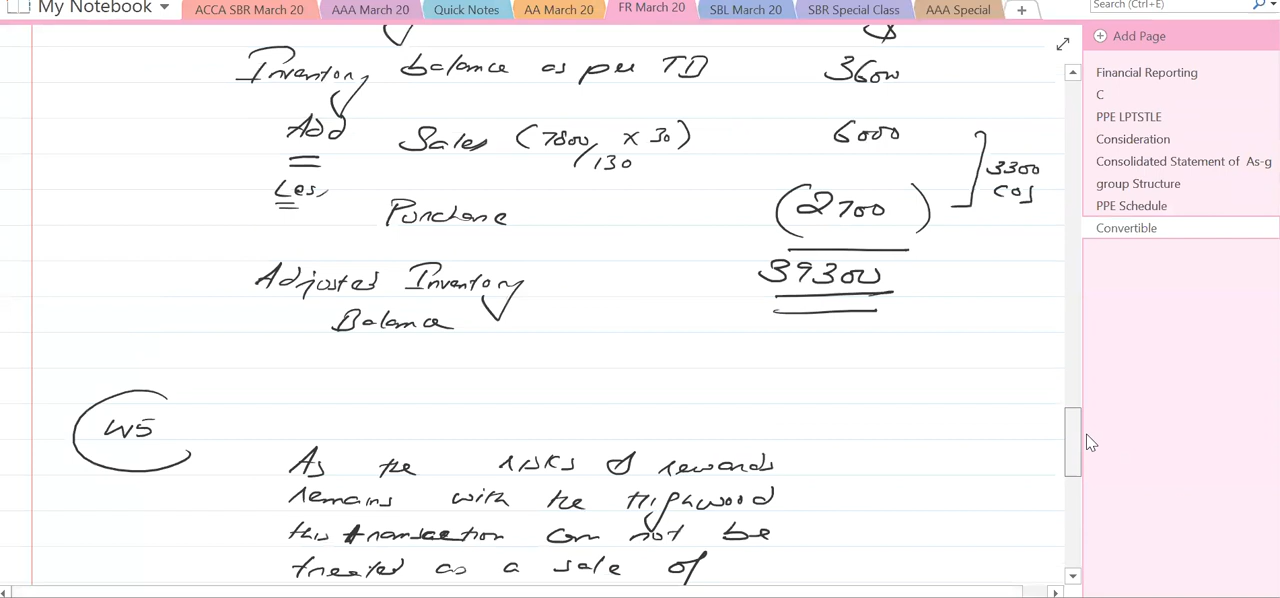 My Notebook
ACCA SBR March 20
AAA March 20
Quick Notes
AA March 20
FR March 20
SBL March 20
SBR Special Class
AAA Special
Search (Ctrl+E)
Add Page
Financial Reporting
C
PPE LPTSTLE
Consideration
Consolidated Statement of As-g
group Structure
PPE Schedule
Convertible
$
Inventory balance as per TD 3600
Add Sales (7800/130 x 30) 6000
Less
Purchase (2700)
3300
COS
Adjusted Inventory 39300
Balance
W5
As the risks & rewards
remains with the Highwood
this transaction can not be
treated as a sale of